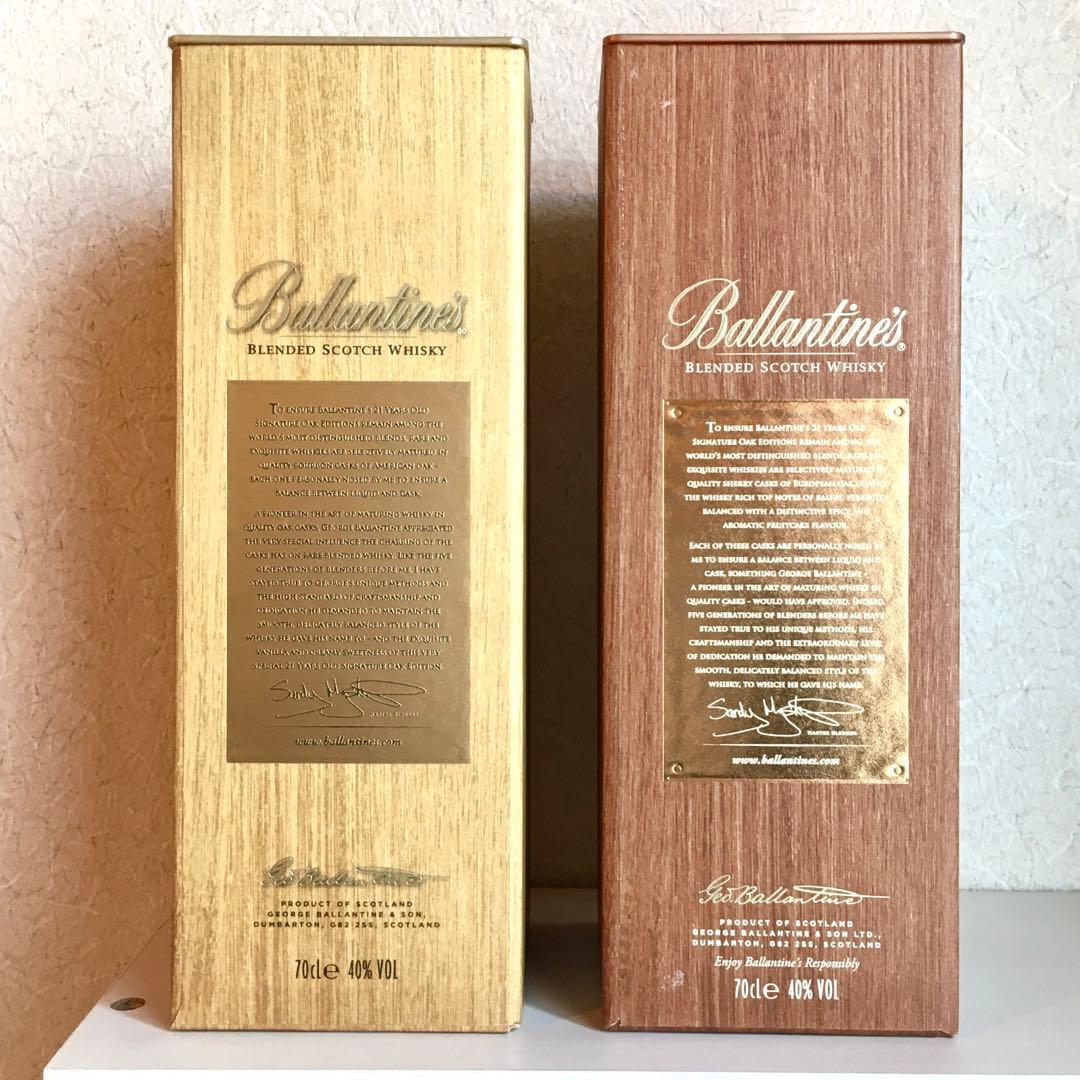 Ballantine's
BLENDED SCOTCH WHISKY
TO ENSURE BALLANTINE'S 21 YEARS OLD
SIGNATURE OAK EDITIONS REMAIN AMONG THE
WORLD'S MOST DISTINGUISHED BLENDS, RARE AND
EXQUISITE WHISKIES ARE SELECTIVELY MATURED IN
QUALITY BOURBON CASKS OF AMERICAN OAK –
EACH ONE PERSONALLY NOSED BY ME TO ENSURE A
BALANCE BETWEEN LIQUID AND CASK.
A PIONEER IN THE ART OF MATURING WHISKY IN
QUALITY OAK CASKS, GEORGE BALLANTINE APPRECIATED
THE VERY SPECIAL INFLUENCE THE CHARRING OF THE
CASKS HAS ON RARE BLENDED WHISKY. LIKE THE FIVE
GENERATIONS OF BLENDERS BEFORE ME, I HAVE
STAYED TRUE TO GEORGE'S UNIQUE METHODS AND
THE HIGH STANDARD OF CRAFTSMANSHIP AND
DEDICATION HE DEMANDED TO MAINTAIN THE
SMOOTH, DELICATELY BALANCED STYLE OF THE
WHISKY HE GAVE HIS NAME TO – AND THE EXQUISITE
VANILLA AND CREAMY SWEETNESS OF THIS VERY
SPECIAL 21 YEARS OLD SIGNATURE OAK EDITION.
Sandy
www.ballantines.com
Geo. Ballantine
PRODUCT OF SCOTLAND
GEORGE BALLANTINE & SON,
DUMBARTON, G82 2SS, SCOTLAND
70cl e 40% VOL
Ballantine's®
BLENDED SCOTCH WHISKY
TO ENSURE BALLANTINE'S 21 YEARS OLD
SIGNATURE OAK EDITIONS REMAIN AMONG THE
WORLD'S MOST DISTINGUISHED BLENDS, RARE AND
EXQUISITE WHISKIES ARE SELECTIVELY MATURED IN
QUALITY SHERRY CASKS OF EUROPEAN OAK GIVING
THE WHISKY RICH TOP NOTES OF RAISIN, PERFECTLY
BALANCED WITH A DISTINCTIVE SPICY AND
AROMATIC FRUITCAKE FLAVOUR.
EACH OF THESE CASKS ARE PERSONALLY NOSED BY
ME TO ENSURE A BALANCE BETWEEN LIQUID AND
CASK, SOMETHING GEORGE BALLANTINE –
A PIONEER IN THE ART OF MATURING WHISKY IN
QUALITY CASKS – WOULD HAVE APPROVED. INDEED,
FIVE GENERATIONS OF BLENDERS BEFORE ME HAVE
STAYED TRUE TO HIS UNIQUE METHODS, HIS
CRAFTSMANSHIP AND THE EXTRAORDINARY LEVEL
OF DEDICATION HE DEMANDED TO MAINTAIN THE
SMOOTH, DELICATELY BALANCED STYLE OF THE
WHISKY, TO WHICH HE GAVE HIS NAME.
Sandy
MASTER BLENDER
www.ballantines.com
Geo. Ballantine
PRODUCT OF SCOTLAND
GEORGE BALLANTINE & SON LTD.,
DUMBARTON, G82 2SS, SCOTLAND
Enjoy Ballantine's Responsibly
70cl e 40% VOL